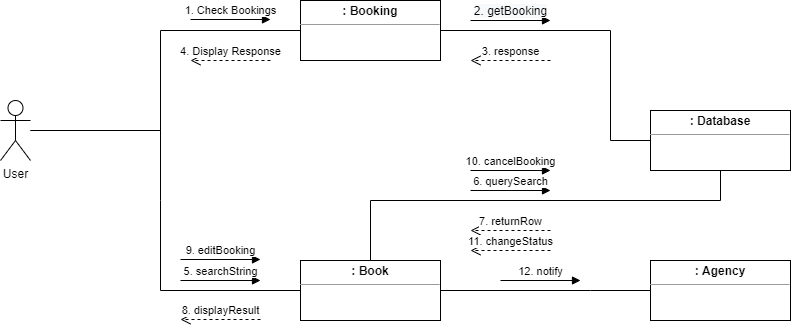 1. Check Bookings
: Booking
2. getBooking
4. Display Response
3. response
: Database
10. cancelBooking
6. querySearch
User
7. returnRow
11. changeStatus
9. editBooking
5. searchString
: Book
12. notify
: Agency
8. displayResult